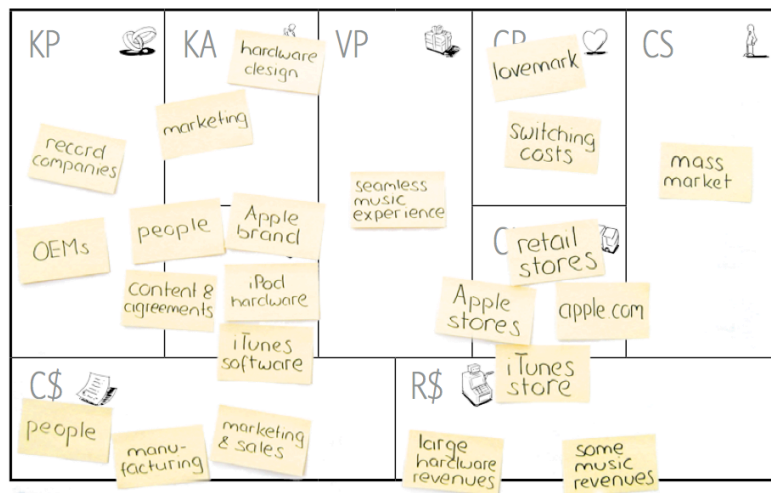 KP
record
companies
OEMs
KA
hardware
design
marketing
people
Apple
brand
content &
agreements
iPod
hardware
iTunes
software
VP
seamless
music
experience
lovemark
switching
costs
retail
stores
Apple
stores
apple.com
iTunes
store
CS
mass
market
C$
people
manu-
facturing
marketing
& sales
R$
large
hardware
revenues
some
music
revenues